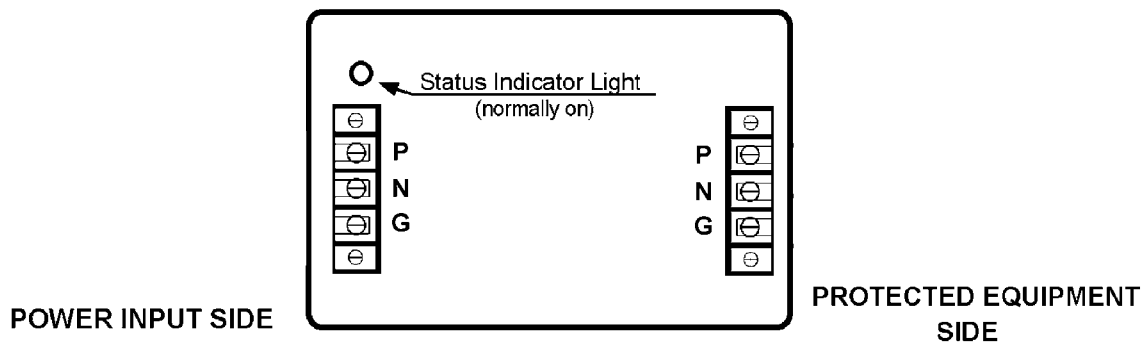 Status Indicator Light
(normally on)
P
N
G
P
N
G
POWER INPUT SIDE
PROTECTED EQUIPMENT
SIDE